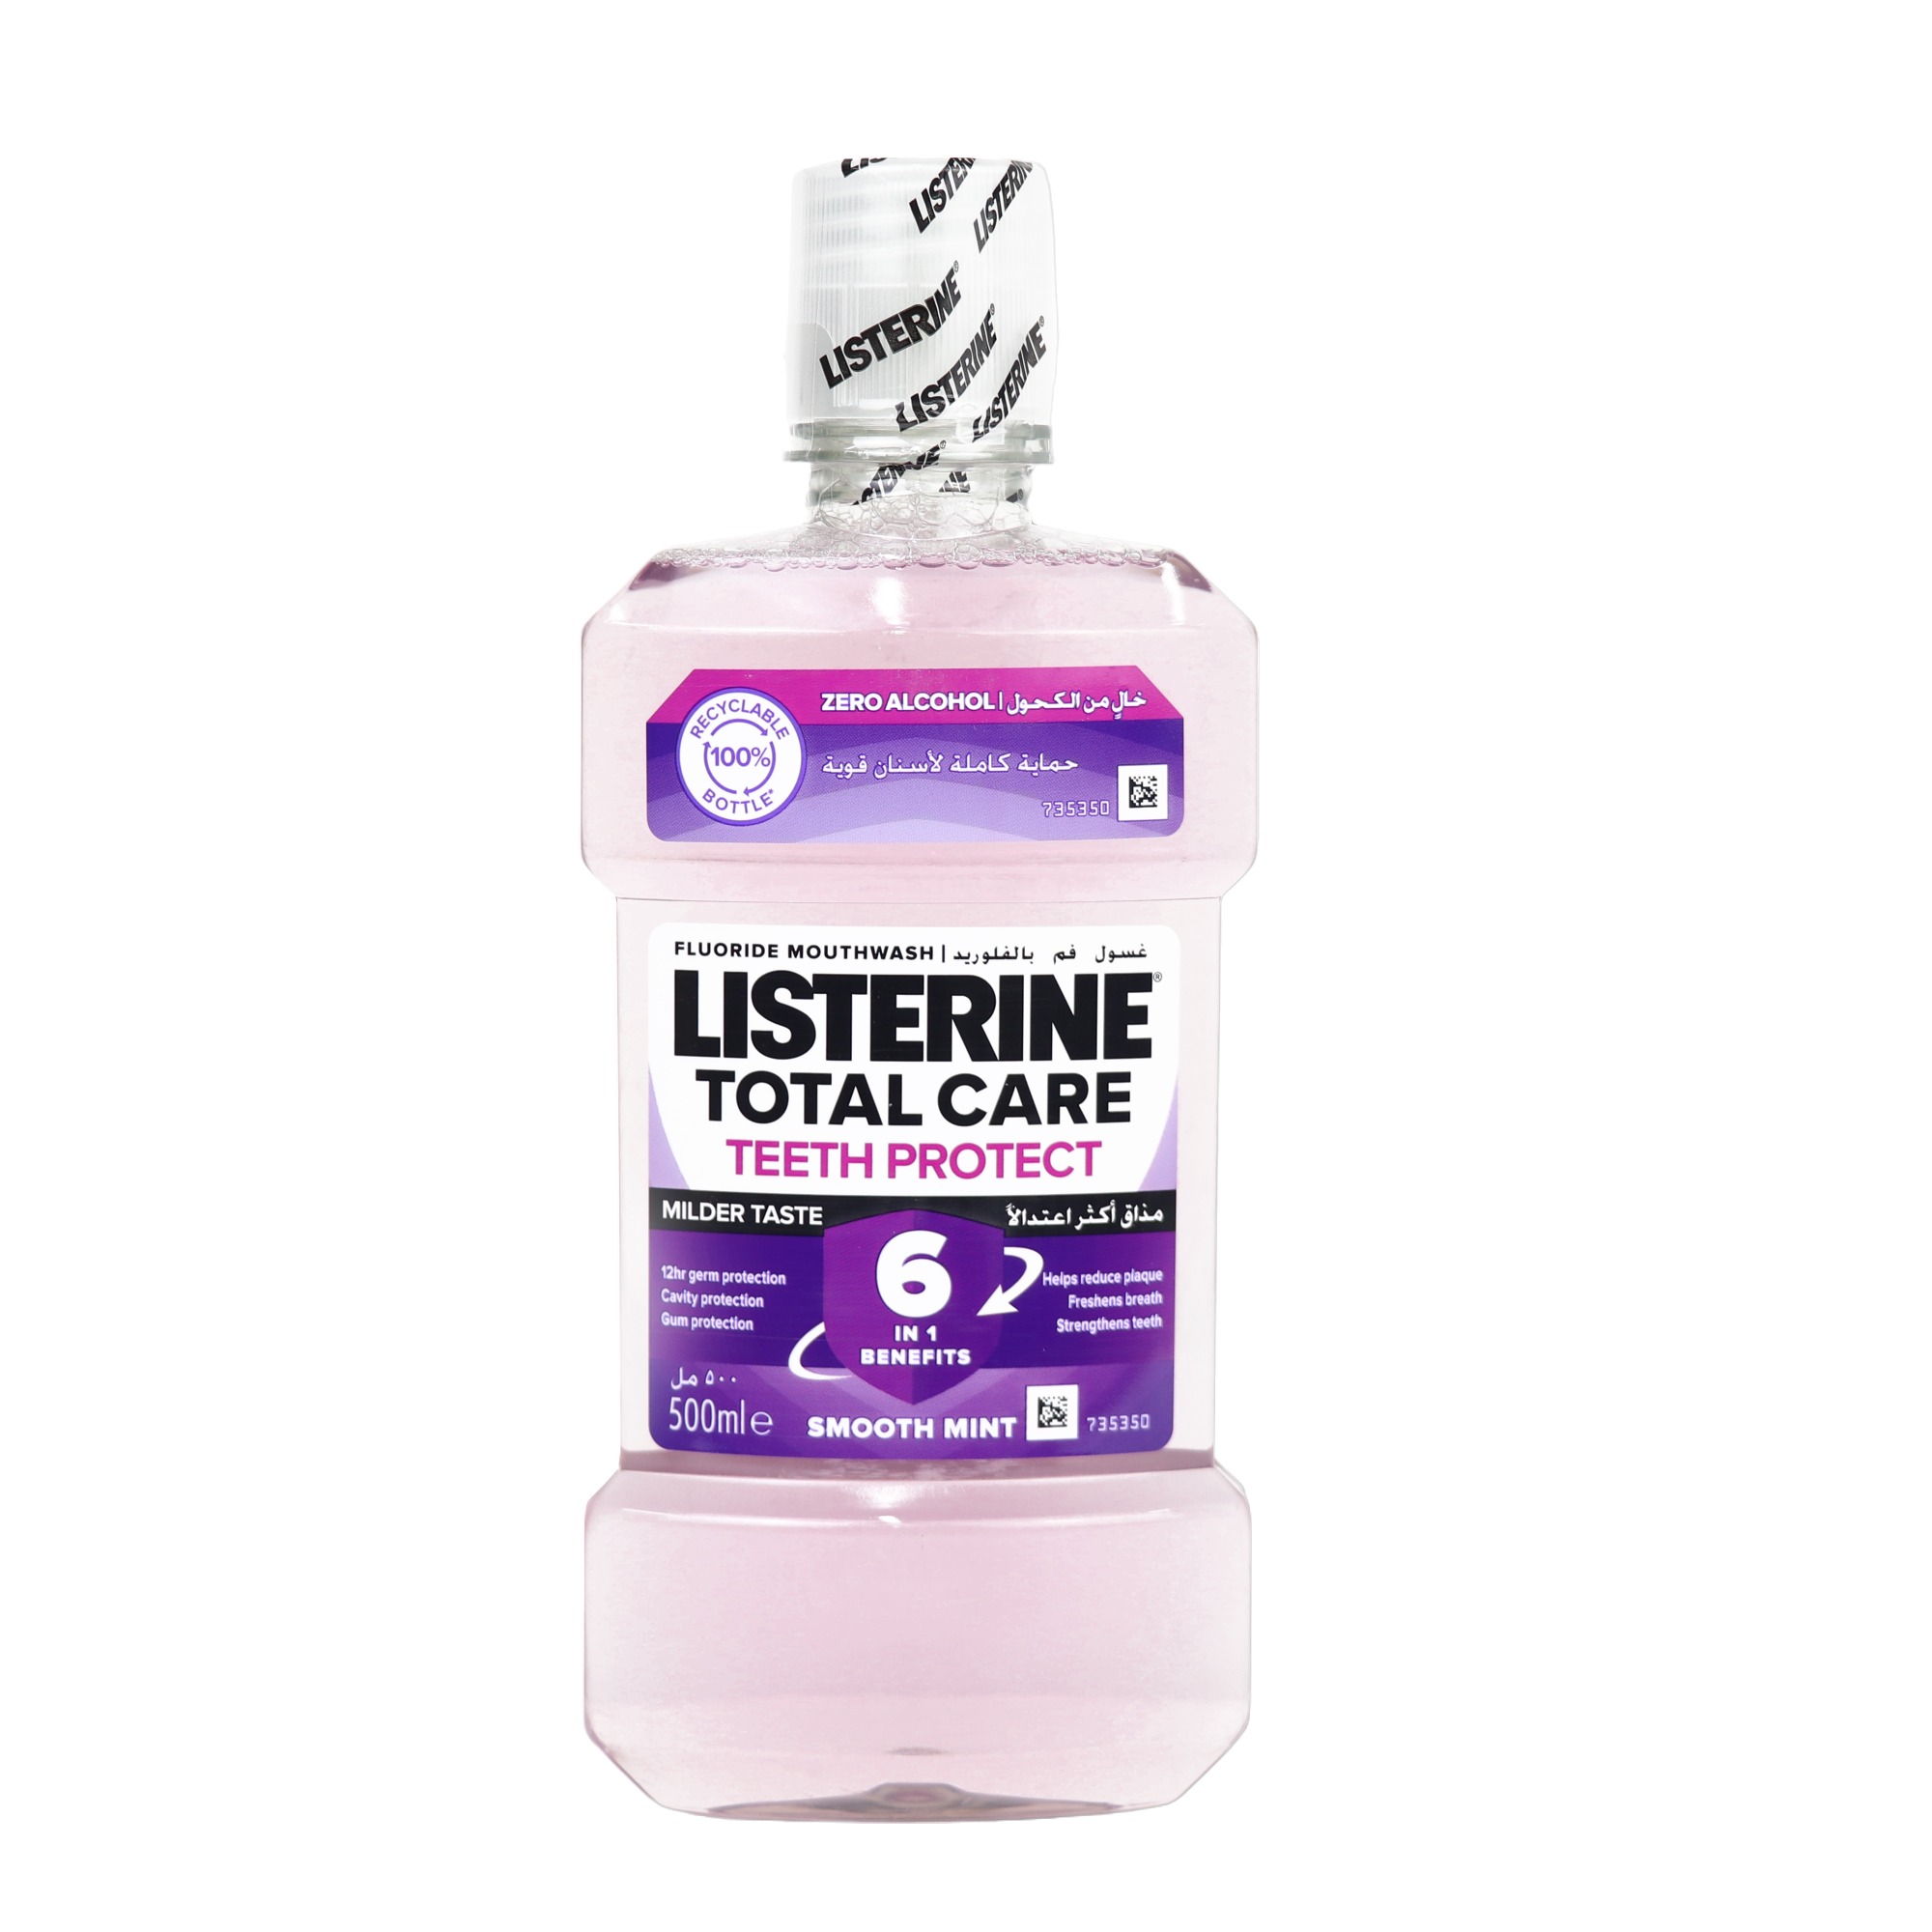 LISTERINE
LISTERINE
LISTERINE®
LISTERINE®
LISTERINE®
ZERO ALCOHOL | خالٍ من الكحول
RECYCLABLE
100%
BOTTLE*
حماية كاملة لأسنان قوية
735350
FLUORIDE MOUTHWASH | غسول فم بالفلوريد
LISTERINE®
TOTAL CARE
TEETH PROTECT
MILDER TASTE مذاق أكثر اعتدالاً
6
IN 1
BENEFITS
12hr germ protection
Cavity protection
Gum protection
Helps reduce plaque
Freshens breath
Strengthens teeth
٥٠٠ مل
500ml e
SMOOTH MINT
735350